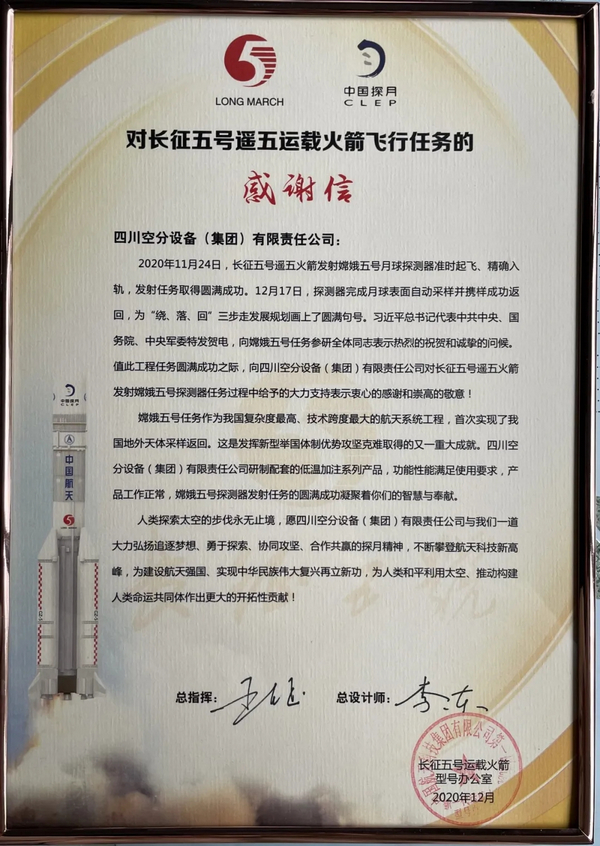 5
LONG MARCH
中国探月
CLEP
对长征五号遥五运载火箭飞行任务的
感谢信
四川空分设备（集团）有限责任公司：
2020年11月24日，长征五号遥五火箭发射嫦娥五号月球探测器准时起飞、精确入
轨，发射任务取得圆满成功。12月17日，探测器完成月球表面自动采样并携样成功返
回，为“绕、落、回”三步走发展规划画上了圆满句号。习近平总书记代表中共中央、国
务院、中央军委特发贺电，向嫦娥五号任务参研全体同志表示热烈的祝贺和诚挚的问候。
值此工程任务圆满成功之际，向四川空分设备（集团）有限责任公司对长征五号遥五火箭
发射嫦娥五号探测器任务过程中给予的大力支持表示衷心的感谢和崇高的敬意！
嫦娥五号任务作为我国复杂度最高、技术跨度最大的航天系统工程，首次实现了我
国地外天体采样返回。这是发挥新型举国体制优势攻坚克难取得的又一重大成就。四川空
分设备（集团）有限责任公司研制配套的低温加注系列产品，功能性能满足使用要求，产
品工作正常，嫦娥五号探测器发射任务的圆满成功凝聚着你们的智慧与奉献。
人类探索太空的步伐永无止境，愿四川空分设备（集团）有限责任公司与我们一道
大力弘扬追逐梦想、勇于探索、协同攻坚、合作共赢的探月精神，不断攀登航天科技新高
峰，为建设航天强国、实现中华民族伟大复兴再立新功，为人类和平利用太空、推动构建
人类命运共同体作出更大的开拓性贡献！
中国探月
CLEP
中国航天
5
总指挥：
总设计师：李东
长征五号运载火箭
型号办公室
2020年12月